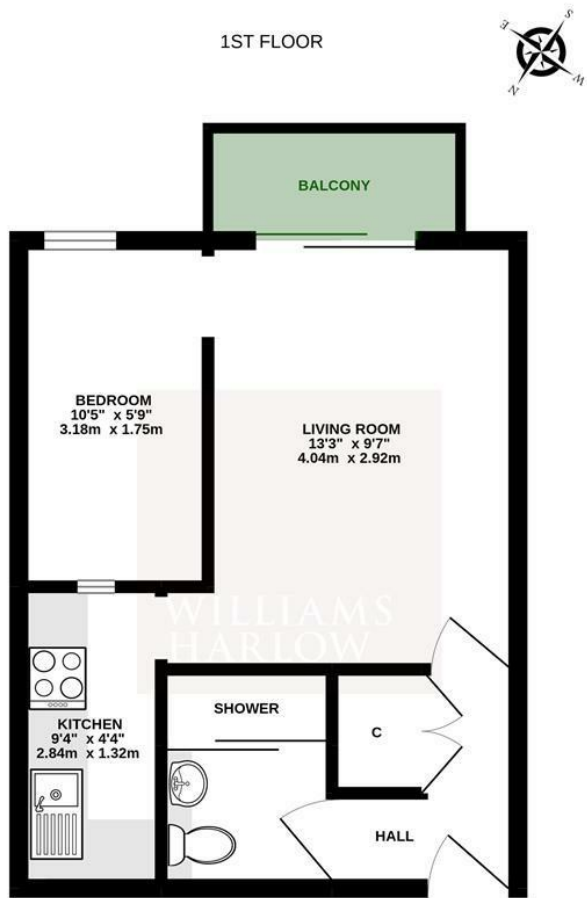 1ST FLOOR
S
E
W
N
BALCONY
BEDROOM
10'5" x 5'9"
3.18m x 1.75m
LIVING ROOM
13'3" x 9'7"
4.04m x 2.92m
WILLIAMS
HARLOW
SHOWER
KITCHEN
9'4" x 4'4"
2.84m x 1.32m
C
HALL